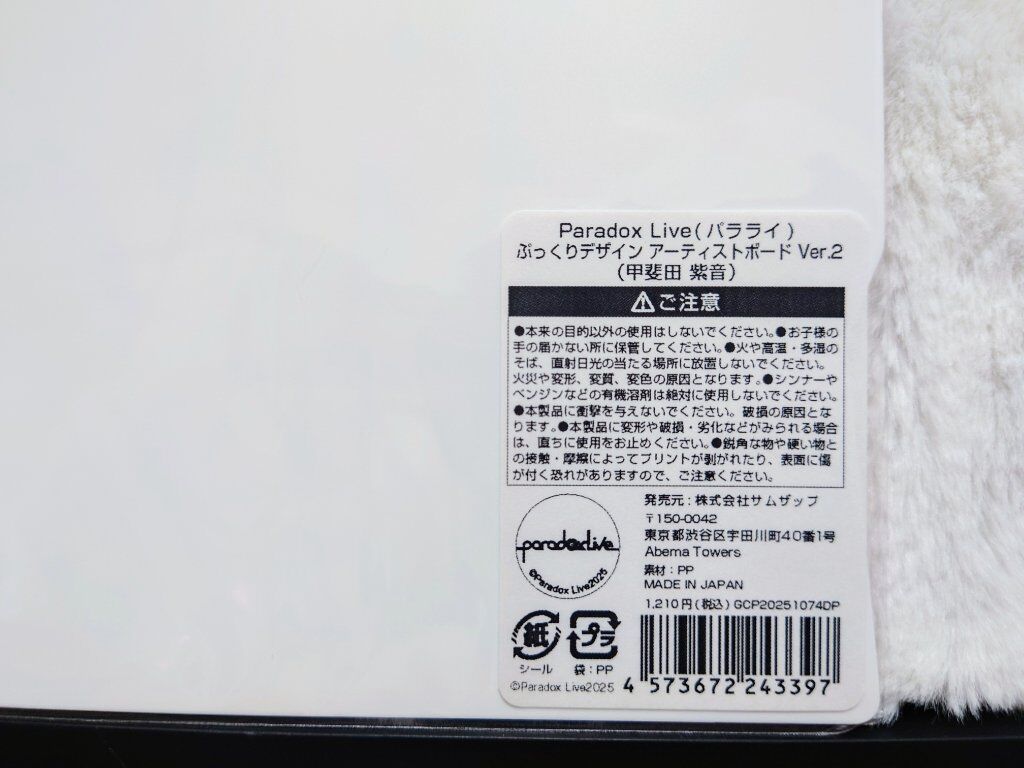 Paradox Live(パラライ)
ぷっくりデザイン アーティストボード Ver.2
(甲斐田 紫音)
⚠ご注意
●本来の目的以外の使用はしないでください。●お子様の
手の届かない所に保管してください。●火や高温・多湿の
そば、直射日光の当たる場所に放置しないでください。
火災や変形、変質、変色の原因となります。●シンナーや
ベンジンなどの有機溶剤は絶対に使用しないでください。
●本製品に衝撃を与えないでください。破損の原因とな
ります。●本製品に変形や破損・劣化などがみられる場合
は、直ちに使用をお止めください。●鋭角な物や硬い物と
の接触・摩擦によってプリントが剥がれたり、表面に傷
が付く恐れがありますので、ご注意ください。
paradoxlive
©Paradox Live2025
発売元:株式会社サムザップ
〒150-0042
東京都渋谷区宇田川町40番1号
Abema Towers
素材:PP
MADE IN JAPAN
1,210円(税込) GCP20251074DP
紙
シール
プラ
袋:PP
©Paradox Live2025
4 573672 243397